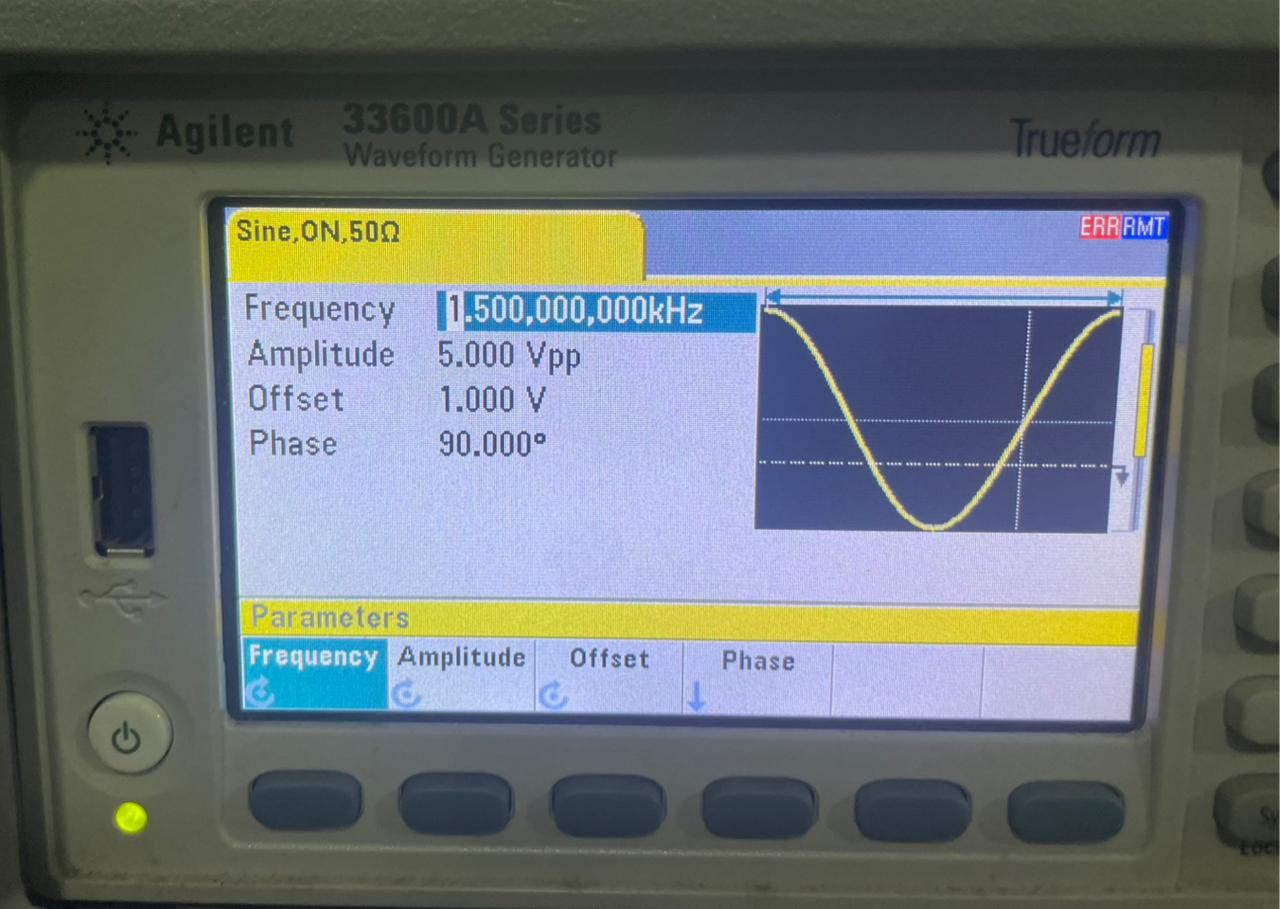 Agilent 33600A Series
Waveform Generator
Trueform
Sine,ON,50Ω
ERR RMT
Frequency 1.500,000,000kHz
Amplitude 5.000 Vpp
Offset 1.000 V
Phase 90.000°
Parameters
Frequency Amplitude Offset Phase